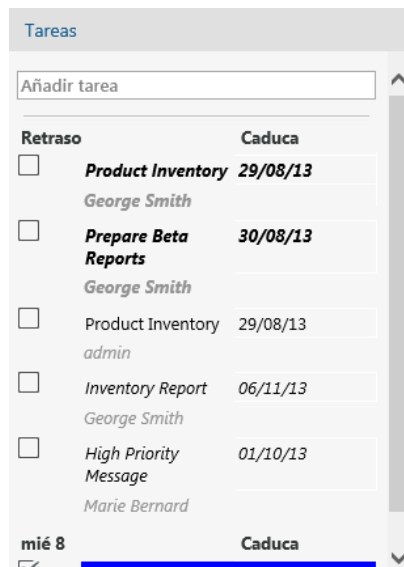 Tareas
Añadir tarea
Retraso Caduca
Product Inventory 29/08/13
George Smith
Prepare Beta 30/08/13
Reports
George Smith
Product Inventory 29/08/13
admin
Inventory Report 06/11/13
George Smith
High Priority 01/10/13
Message
Marie Bernard
mié 8 Caduca